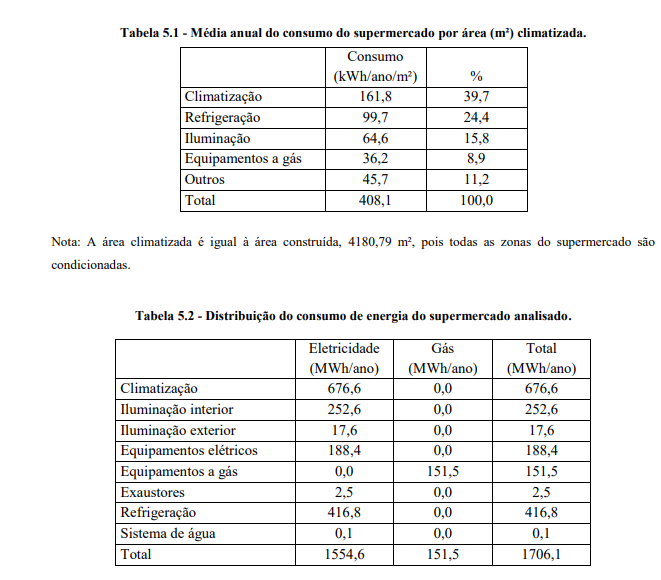 Tabela 5.1 - Média anual do consumo do supermercado por área (m²) climatizada.
Consumo
(kWh/ano/m²) %
Climatização 161,8 39,7
Refrigeração 99,7 24,4
Iluminação 64,6 15,8
Equipamentos a gás 36,2 8,9
Outros 45,7 11,2
Total 408,1 100,0
Nota: A área climatizada é igual à área construída, 4180,79 m², pois todas as zonas do supermercado são
condicionadas.
Tabela 5.2 - Distribuição do consumo de energia do supermercado analisado.
Eletricidade Gás Total
(MWh/ano) (MWh/ano) (MWh/ano)
Climatização 676,6 0,0 676,6
Iluminação interior 252,6 0,0 252,6
Iluminação exterior 17,6 0,0 17,6
Equipamentos elétricos 188,4 0,0 188,4
Equipamentos a gás 0,0 151,5 151,5
Exaustores 2,5 0,0 2,5
Refrigeração 416,8 0,0 416,8
Sistema de água 0,1 0,0 0,1
Total 1554,6 151,5 1706,1